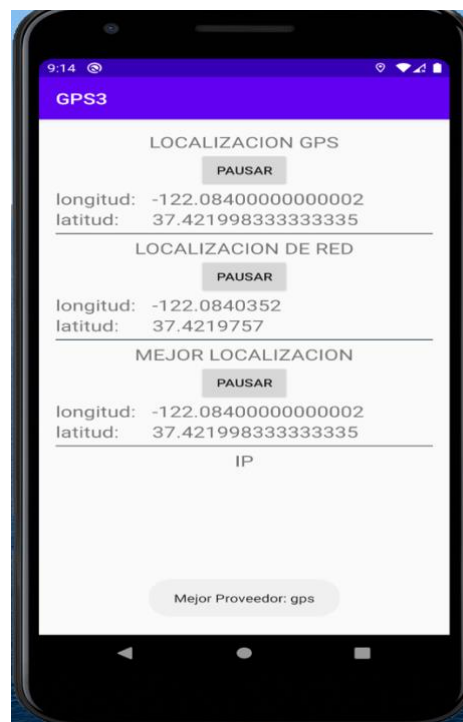 9:14
GPS3
LOCALIZACION GPS
PAUSAR
longitud: -122.08400000000002
latitud: 37.421998333333335
LOCALIZACION DE RED
PAUSAR
longitud: -122.0840352
latitud: 37.4219757
MEJOR LOCALIZACION
PAUSAR
longitud: -122.08400000000002
latitud: 37.421998333333335
IP
Mejor Proveedor: gps